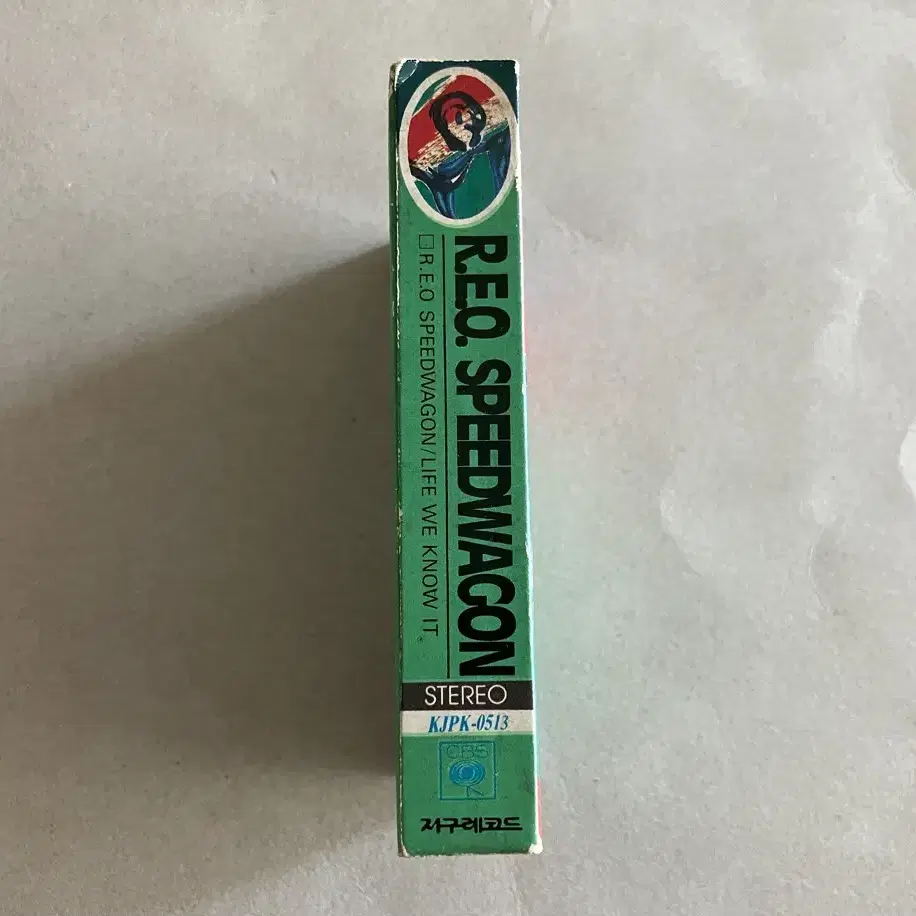 R.E.O. SPEEDWAGON
□ R.E.O SPEEDWAGON/LIFE WE KNOW IT.
STEREO
KJPK-0513
CBS
지구레코드